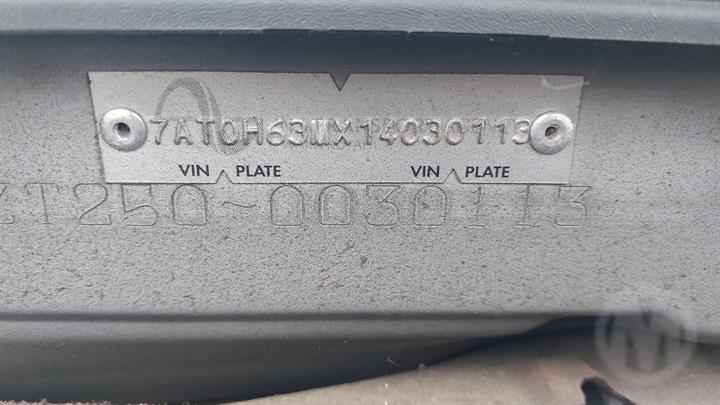 7AT0H63MX14030113
VIN PLATE VIN PLATE
ZT250-0030113
M